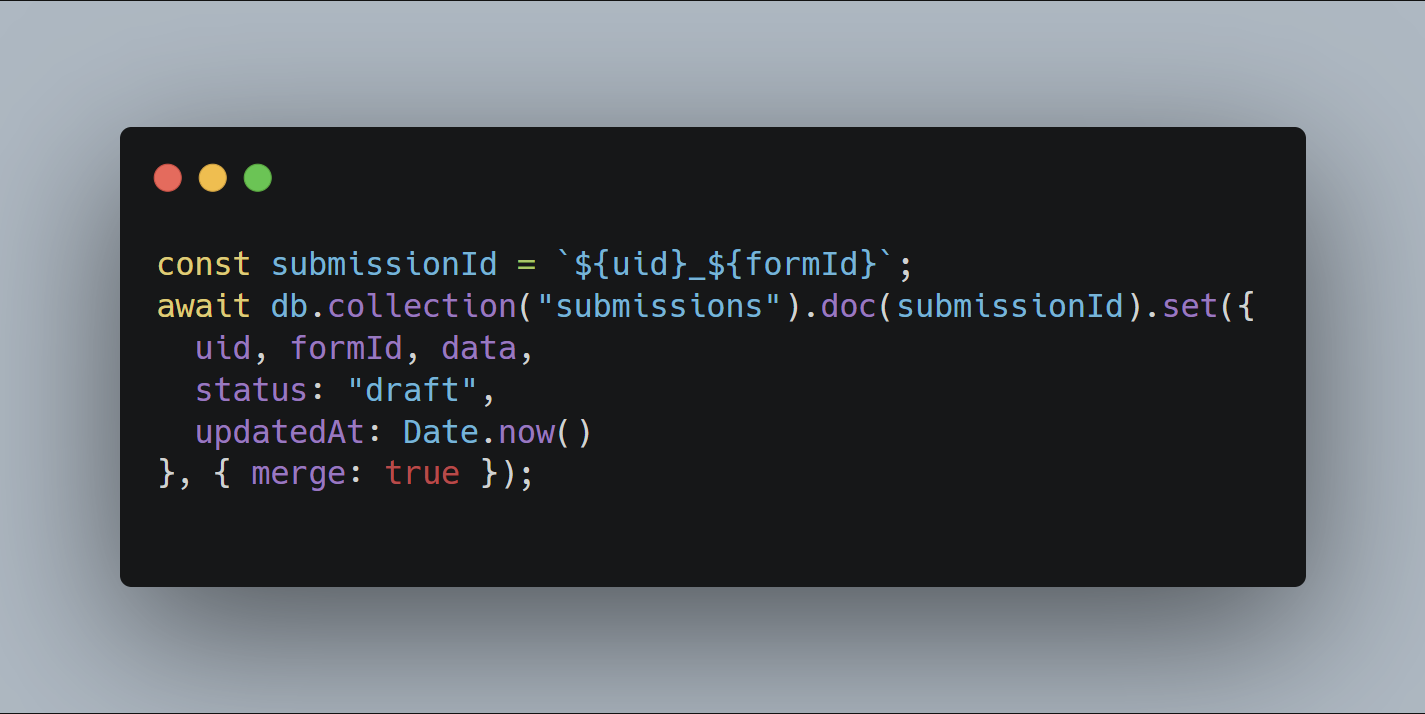 const submissionId = `${uid}_${formId}`;
await db.collection("submissions").doc(submissionId).set({
  uid, formId, data,
  status: "draft",
  updatedAt: Date.now()
}, { merge: true });